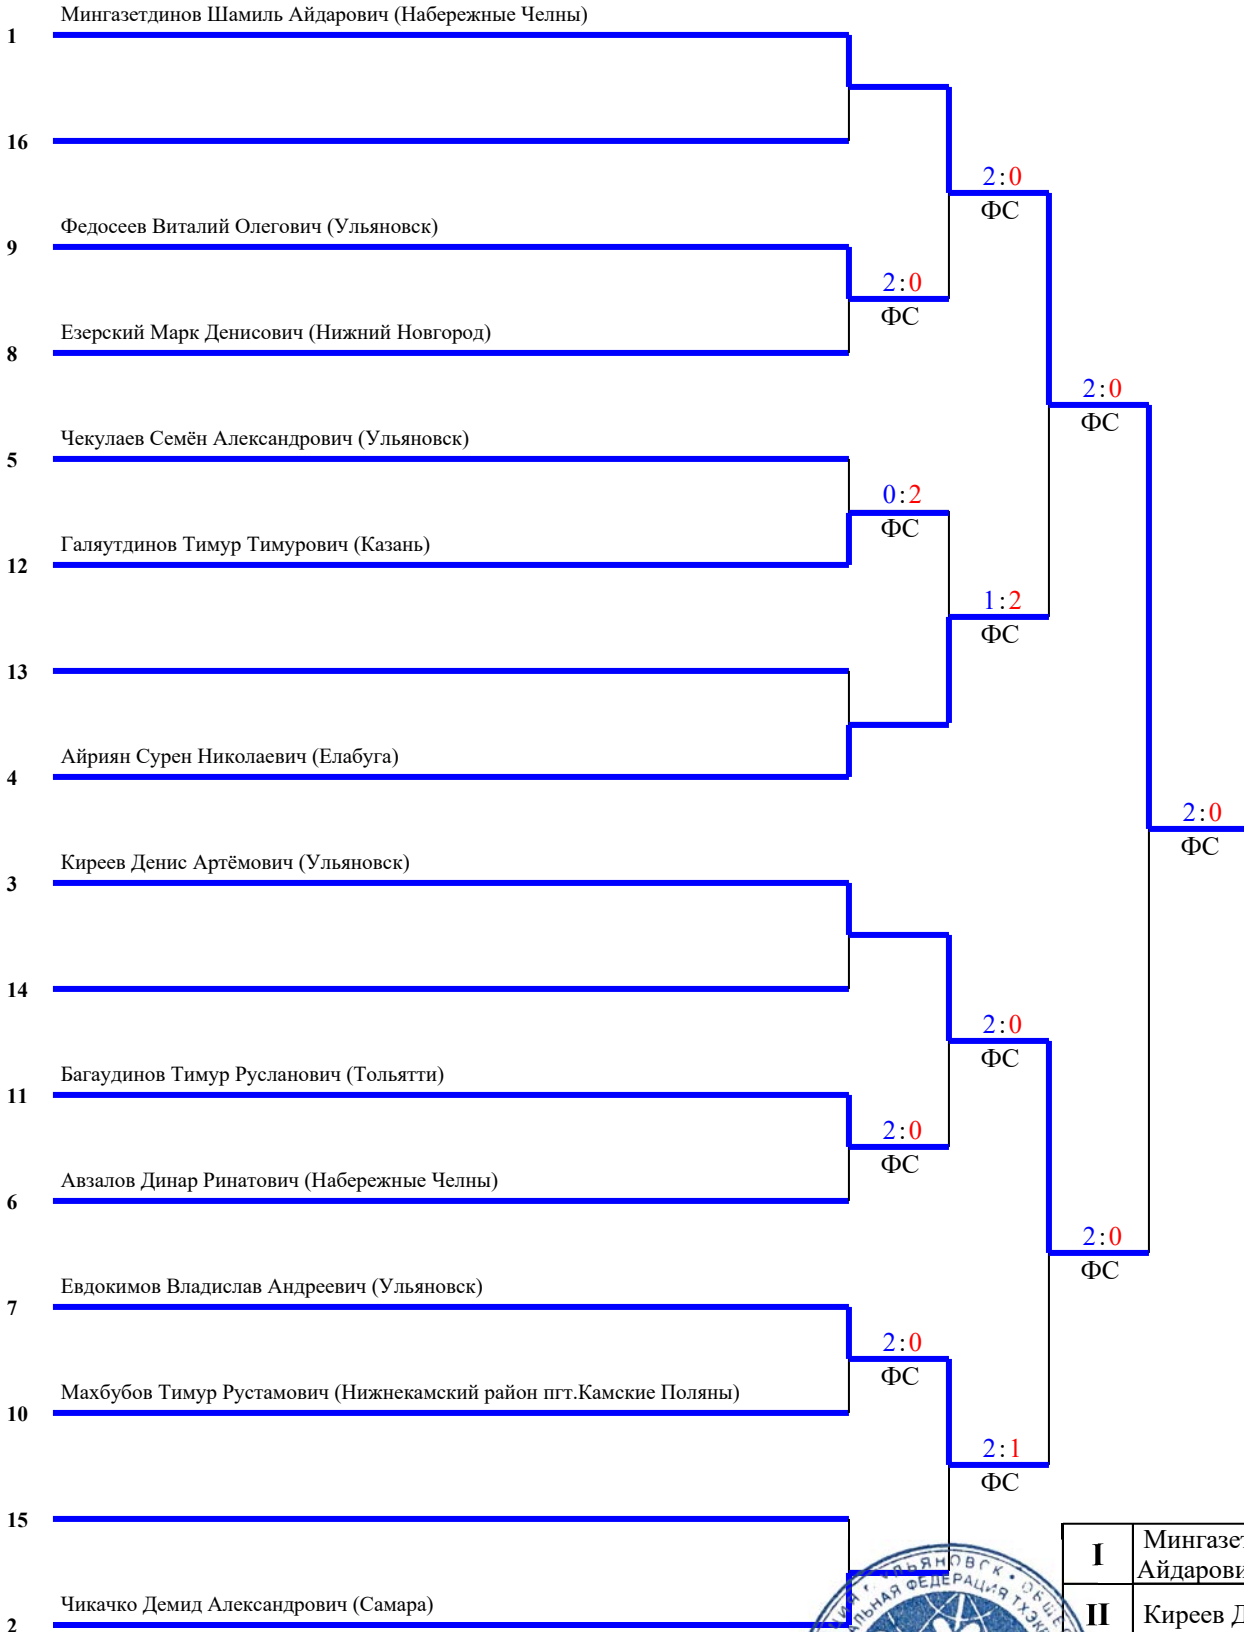 Мингазетдинов Шамиль Айдарович (Набережные Челны)
1
16
2:0
ФС
Федосеев Виталий Олегович (Ульяновск)
9
2:0
ФС
Езерский Марк Денисович (Нижний Новгород)
8
2:0
ФС
Чекулаев Семён Александрович (Ульяновск)
5
0:2
ФС
Галяутдинов Тимур Тимурович (Казань)
12
1:2
ФС
13
Айриян Сурен Николаевич (Елабуга)
4
2:0
ФС
Киреев Денис Артёмович (Ульяновск)
3
14
2:0
ФС
Багаудинов Тимур Русланович (Тольятти)
11
2:0
ФС
Авзалов Динар Ринатович (Набережные Челны)
6
2:0
ФС
Евдокимов Владислав Андреевич (Ульяновск)
7
2:0
ФС
Махбубов Тимур Рустамович (Нижнекамский район пгт.Камские Поляны)
10
2:1
ФС
15
I
Мингазет
Айдарови
Чикачко Демид Александрович (Самара)
2
II
Киреев Д